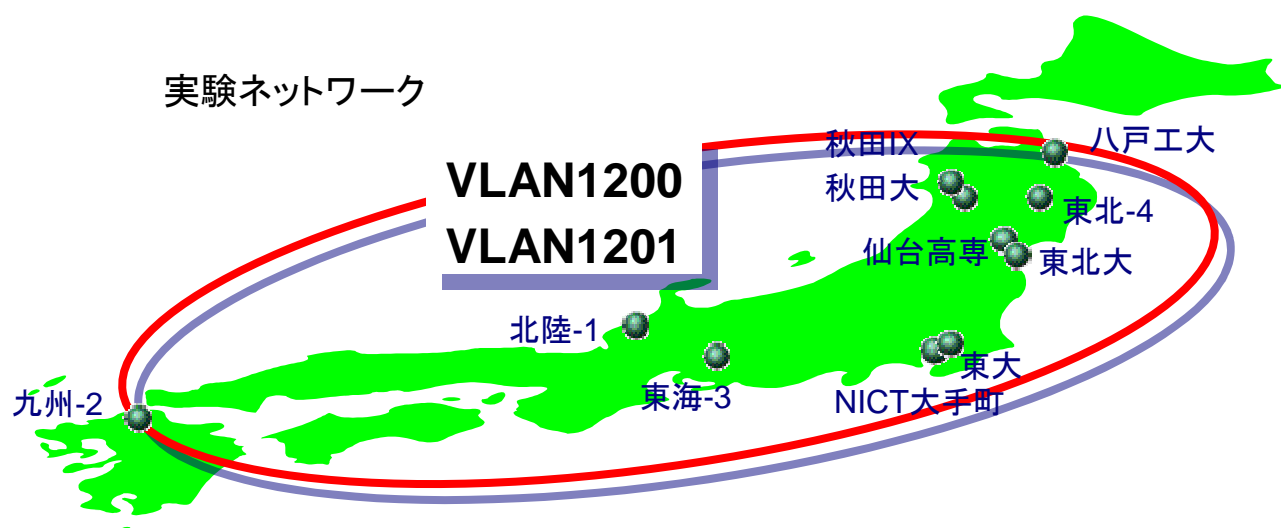 実験ネットワーク
VLAN1200
VLAN1201
秋田IX
八戸工大
秋田大
東北-4
仙台高専
東北大
北陸-1
東海-3
東大
NICT大手町
九州-2